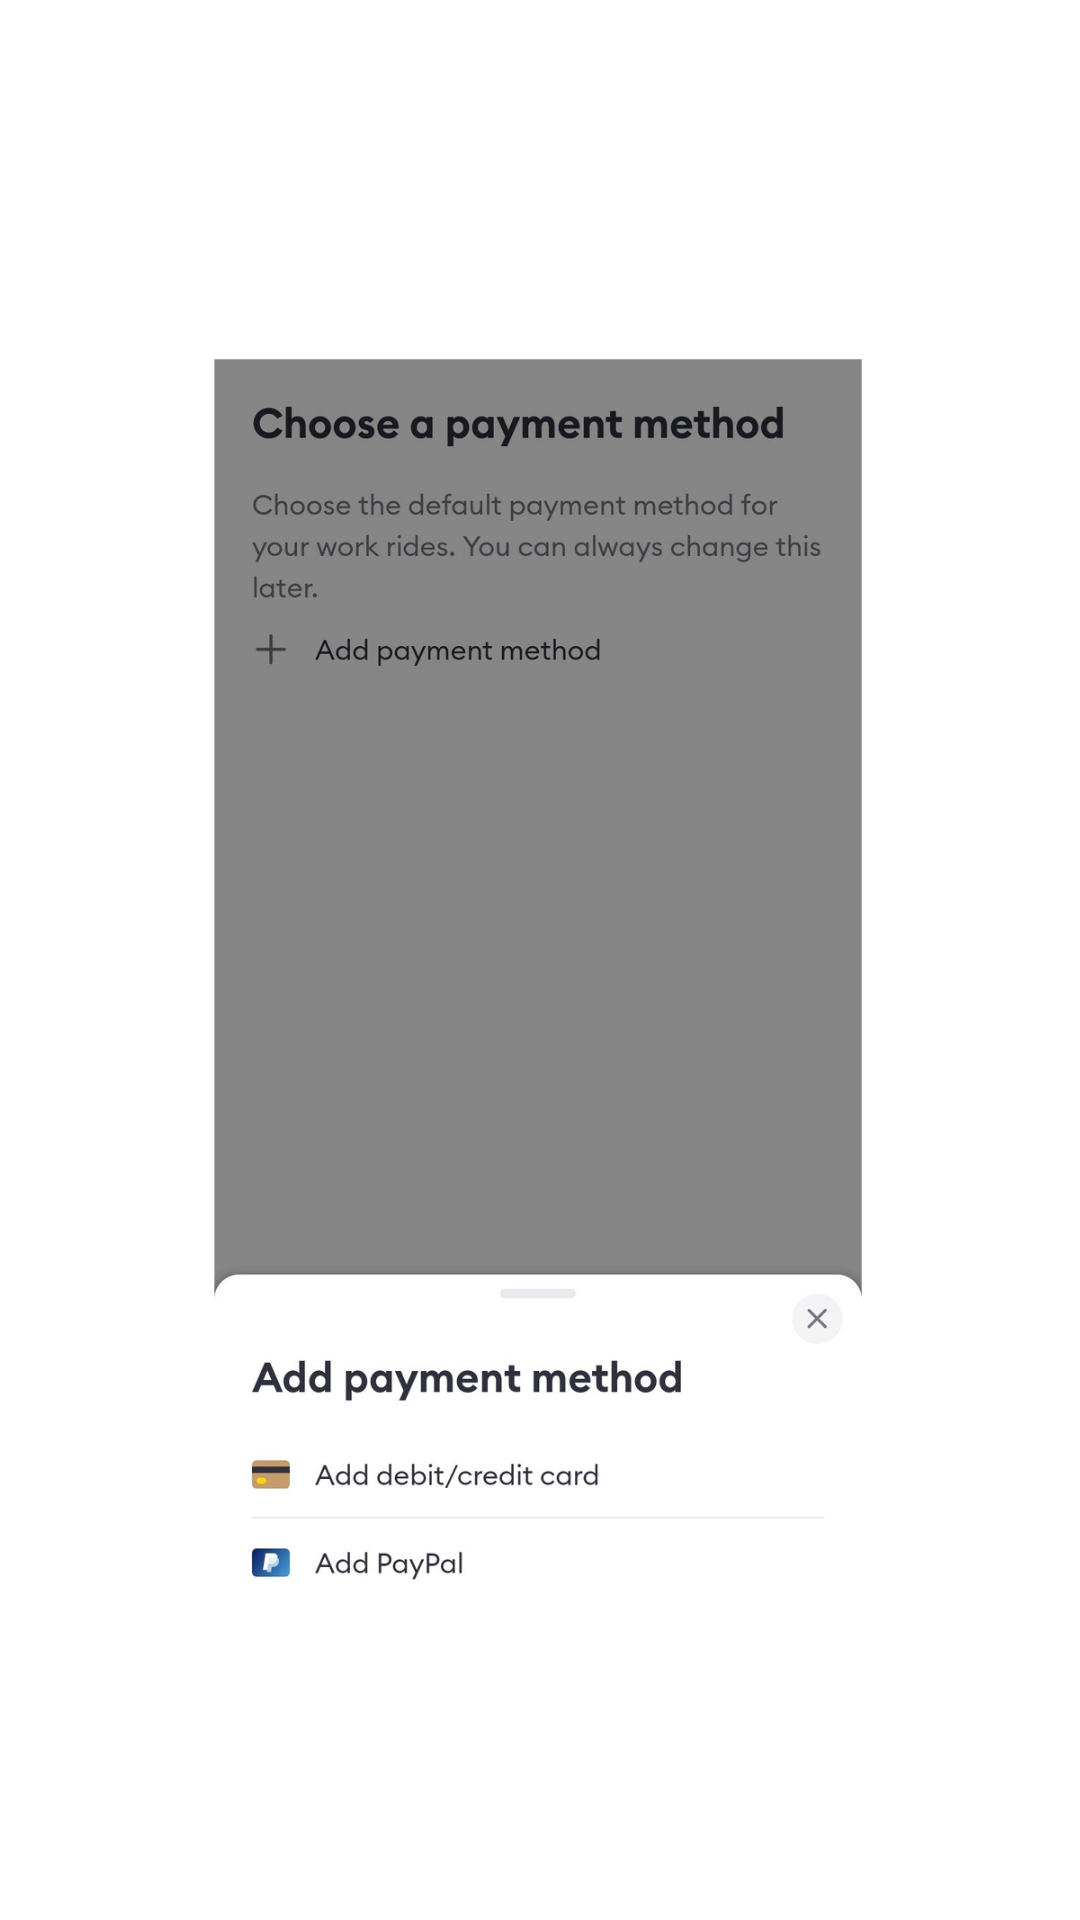 Choose a payment method
Choose the default payment method for
your work rides. You can always change this
later.
Add payment method
Add payment method
Add debit/credit card
Add PayPal